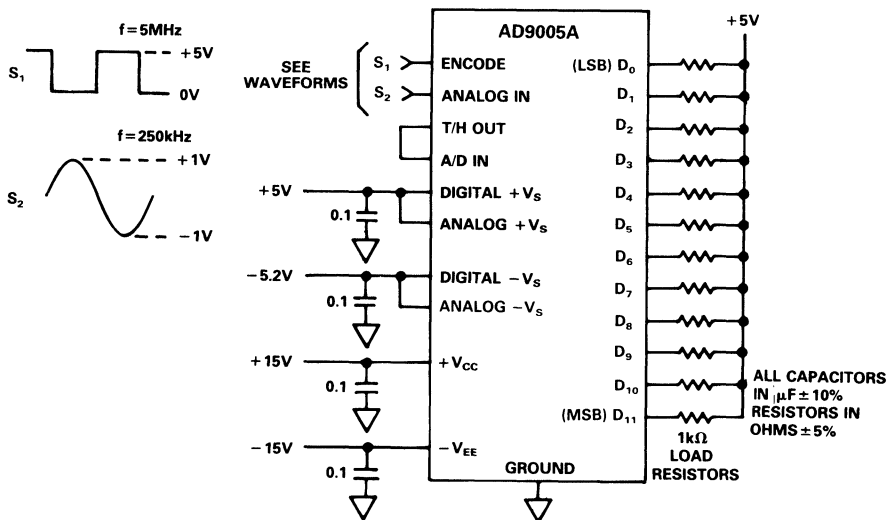 f = 5MHz
+5V
S₁
0V
f = 250kHz
+1V
S₂
−1V
SEE
WAVEFORMS
S₁
S₂
AD9005A
ENCODE
ANALOG IN
T/H OUT
A/D IN
+5V
DIGITAL +Vₛ
0.1
ANALOG +Vₛ
−5.2V
DIGITAL −Vₛ
0.1
ANALOG −Vₛ
+15V
+V_CC
0.1
−15V
−V_EE
0.1
GROUND
+5V
(LSB) D₀
D₁
D₂
D₃
D₄
D₅
D₆
D₇
D₈
D₉
D₁₀
(MSB) D₁₁
1kΩ
LOAD
RESISTORS
ALL CAPACITORS
IN μF ± 10%
RESISTORS IN
OHMS ± 5%